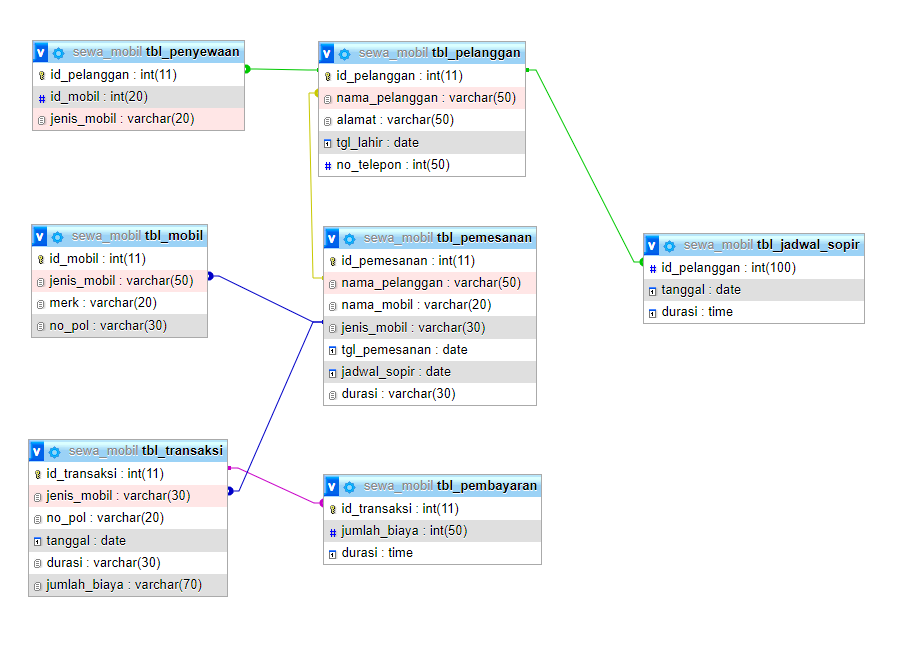 v sewa_mobil tbl_penyewaan
id_pelanggan : int(11)
# id_mobil : int(20)
jenis_mobil : varchar(20)
v sewa_mobil tbl_pelanggan
id_pelanggan : int(11)
nama_pelanggan : varchar(50)
alamat : varchar(50)
tgl_lahir : date
# no_telepon : int(50)
v sewa_mobil tbl_mobil
id_mobil : int(11)
jenis_mobil : varchar(50)
merk : varchar(20)
no_pol : varchar(30)
v sewa_mobil tbl_pemesanan
id_pemesanan : int(11)
nama_pelanggan : varchar(50)
nama_mobil : varchar(20)
jenis_mobil : varchar(30)
tgl_pemesanan : date
jadwal_sopir : date
durasi : varchar(30)
v sewa_mobil tbl_jadwal_sopir
# id_pelanggan : int(100)
tanggal : date
durasi : time
v sewa_mobil tbl_transaksi
id_transaksi : int(11)
jenis_mobil : varchar(30)
no_pol : varchar(20)
tanggal : date
durasi : varchar(30)
jumlah_biaya : varchar(70)
v sewa_mobil tbl_pembayaran
id_transaksi : int(11)
# jumlah_biaya : int(50)
durasi : time